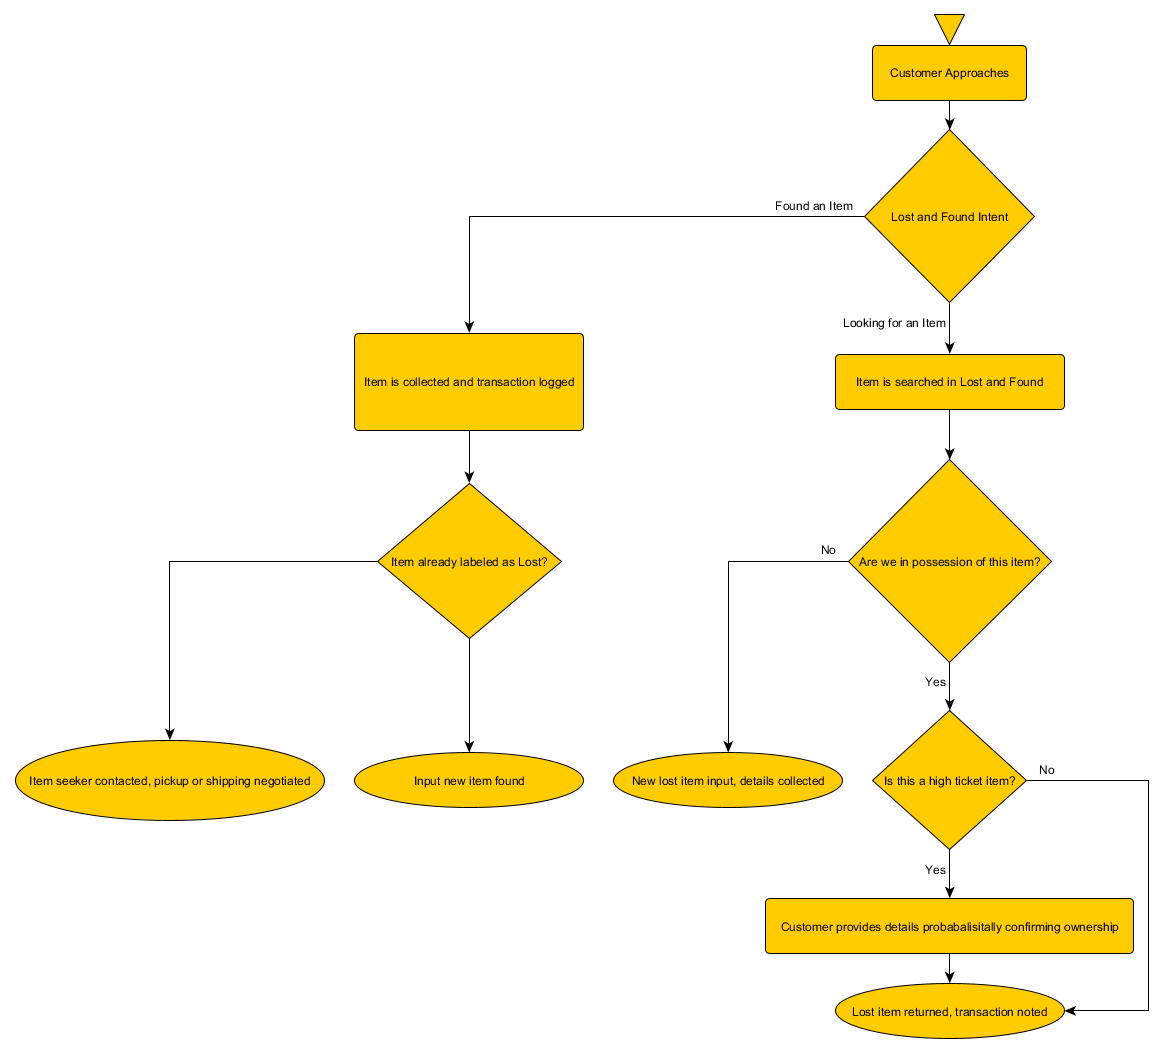 Customer Approaches
Lost and Found Intent
Found an Item
Looking for an Item
Item is collected and transaction logged
Item is searched in Lost and Found
Item already labeled as Lost?
No
Are we in possession of this item?
Yes
Item seeker contacted, pickup or shipping negotiated
Input new item found
New lost item input, details collected
Is this a high ticket item?
No
Yes
Customer provides details probabalisitally confirming ownership
Lost item returned, transaction noted